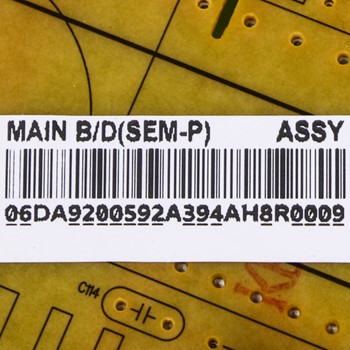 MAIN B/D(SEM-P) ASSY
06DA9200592A394AH8R0009
C114